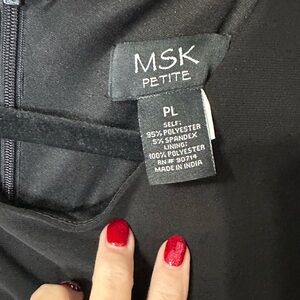 MSK
PETITE
PL
SELF:
95% POLYESTER
5% SPANDEX
LINING:
100% POLYESTER
RN# 90714
MADE IN INDIA